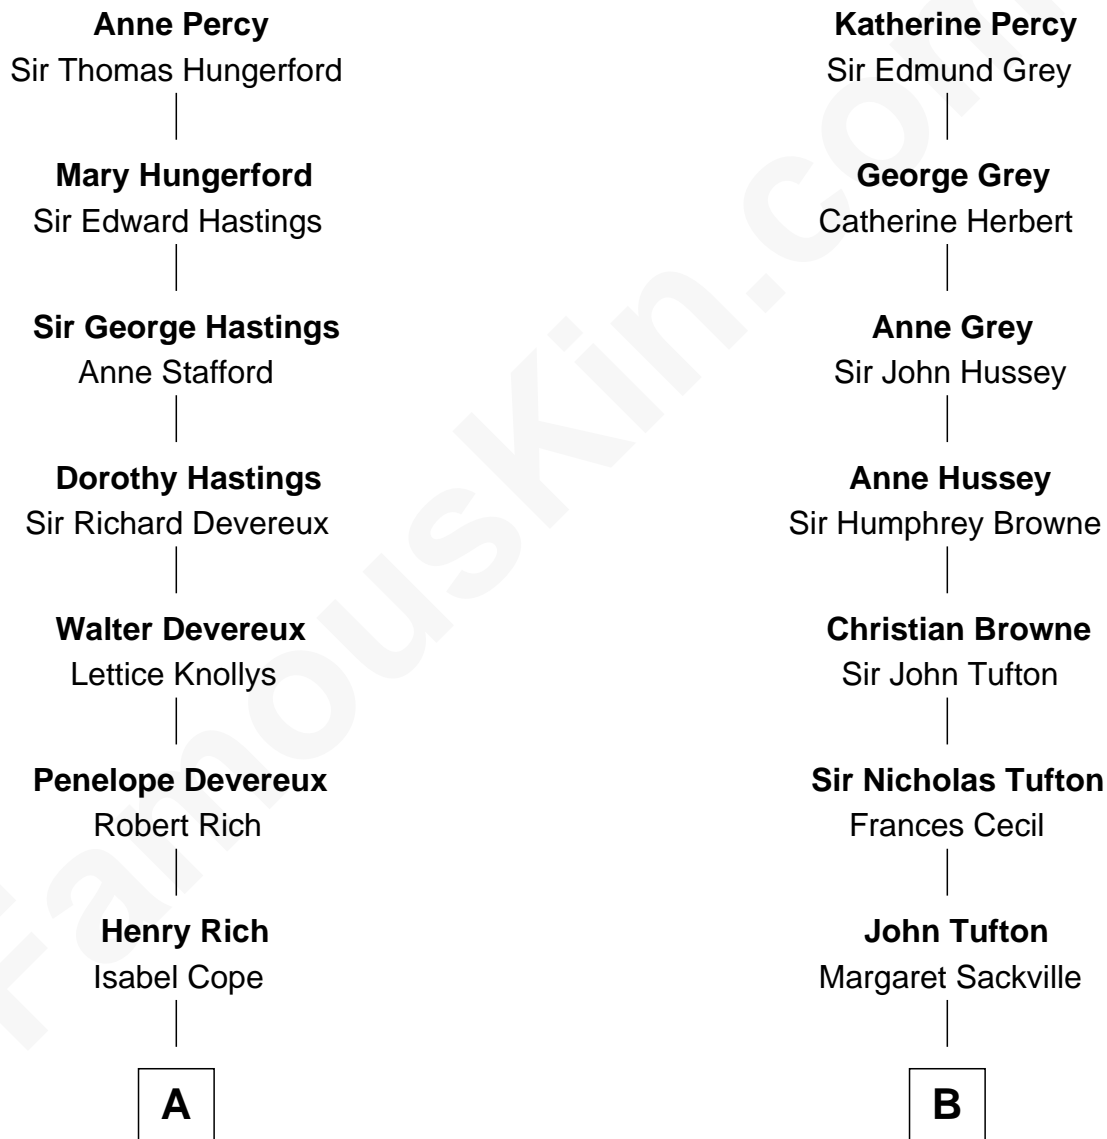 Anne Percy
Sir Thomas Hungerford
Mary Hungerford
Sir Edward Hastings
Sir George Hastings
Anne Stafford
Dorothy Hastings
Sir Richard Devereux
Walter Devereux
Lettice Knollys
Penelope Devereux
Robert Rich
Henry Rich
Isabel Cope
A
Katherine Percy
Sir Edmund Grey
George Grey
Catherine Herbert
Anne Grey
Sir John Hussey
Anne Hussey
Sir Humphrey Browne
Christian Browne
Sir John Tufton
Sir Nicholas Tufton
Frances Cecil
John Tufton
Margaret Sackville
B
FamousKin.com